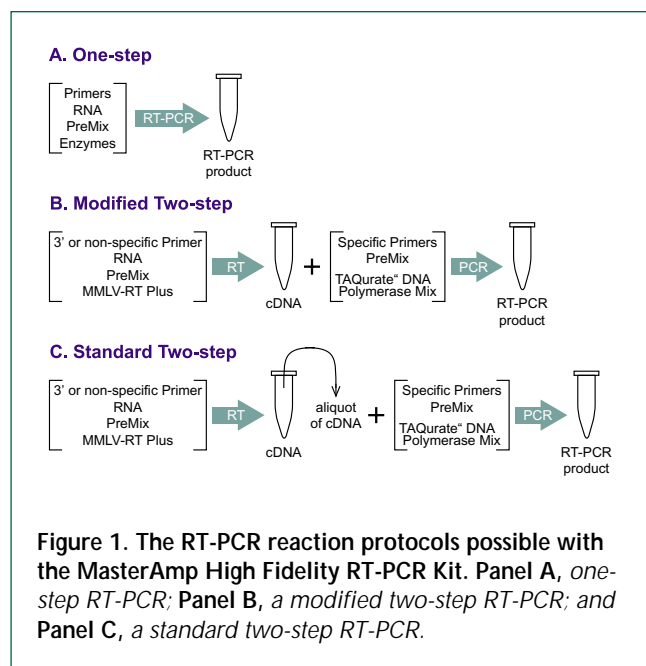 A. One-step
Primers
RNA
PreMix
Enzymes
RT-PCR
RT-PCR
product
B. Modified Two-step
3' or non-specific Primer
RNA
PreMix
MMLV-RT Plus
RT
cDNA
+
Specific Primers
PreMix
TAQurate“ DNA
Polymerase Mix
PCR
RT-PCR
product
C. Standard Two-step
3' or non-specific Primer
RNA
PreMix
MMLV-RT Plus
RT
cDNA
aliquot
of cDNA
+
Specific Primers
PreMix
TAQurate“ DNA
Polymerase Mix
PCR
RT-PCR
product
Figure 1. The RT-PCR reaction protocols possible with
the MasterAmp High Fidelity RT-PCR Kit. Panel A, one-
step RT-PCR; Panel B, a modified two-step RT-PCR; and
Panel C, a standard two-step RT-PCR.